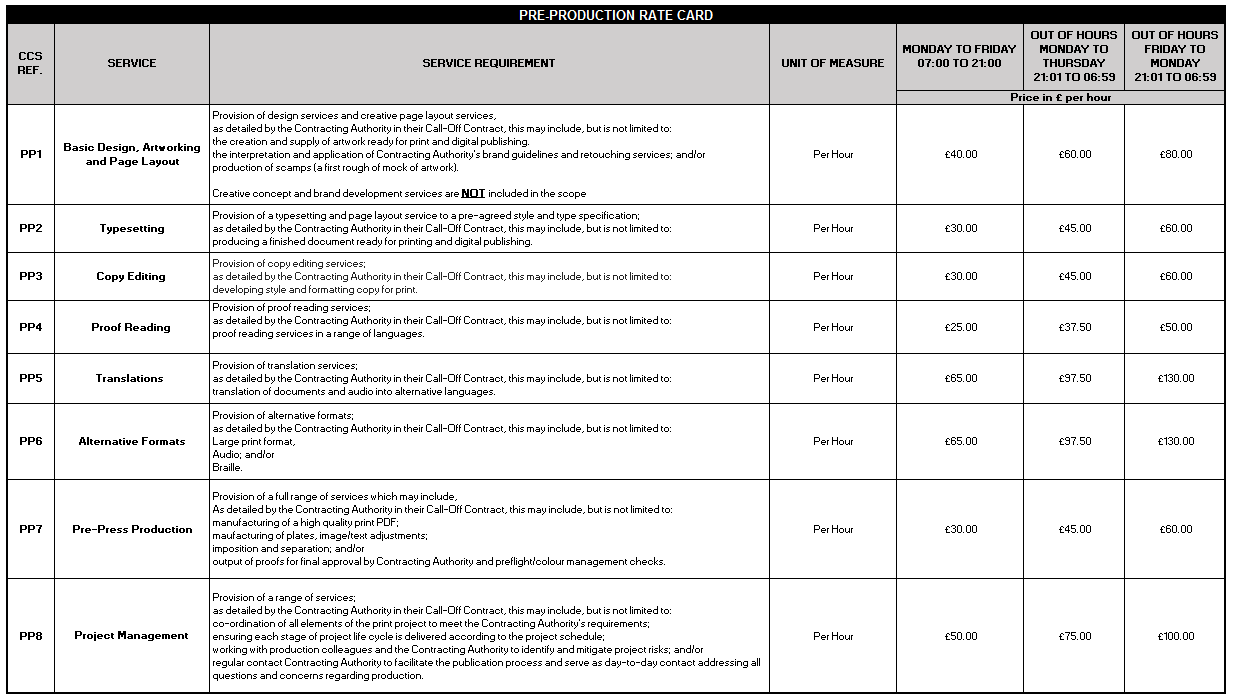 PRE-PRODUCTION RATE CARD
CCS
REF.
SERVICE
SERVICE REQUIREMENT
UNIT OF MEASURE
MONDAY TO FRIDAY
07:00 TO 21:00
OUT OF HOURS
MONDAY TO
THURSDAY
21:01 TO 06:59
OUT OF HOURS
FRIDAY TO
MONDAY
21:01 TO 06:59
Price in £ per hour
PP1
Basic Design, Artworking
and Page Layout
Provision of design services and creative page layout services,
as detailed by the Contracting Authority in their Call-Off Contract, this may include, but is not limited to:
the creation and supply of artwork ready for print and digital publishing.
the interpretation and application of Contracting Authority's brand guidelines and retouching services; and/or
production of scamps (a first rough of mock of artwork).
Creative concept and brand development services are NOT included in the scope
Per Hour
£40.00
£60.00
£80.00
PP2
Typesetting
Provision of a typesetting and page layout service to a pre-agreed style and type specification;
as detailed by the Contracting Authority in their Call-Off Contract, this may include, but is not limited to:
producing a finished document ready for printing and digital publishing.
Per Hour
£30.00
£45.00
£60.00
PP3
Copy Editing
Provision of copy editing services;
as detailed by the Contracting Authority in their Call-Off Contract, this may include, but is not limited to:
developing style and formatting copy for print.
Per Hour
£30.00
£45.00
£60.00
PP4
Proof Reading
Provision of proof reading services;
as detailed by the Contracting Authority in their Call-Off Contract, this may include, but is not limited to:
proof reading services in a range of languages.
Per Hour
£25.00
£37.50
£50.00
PP5
Translations
Provision of translation services;
as detailed by the Contracting Authority in their Call-Off Contract, this may include, but is not limited to:
translation of documents and audio into alternative languages.
Per Hour
£65.00
£97.50
£130.00
PP6
Alternative Formats
Provision of alternative formats;
as detailed by the Contracting Authority in their Call-Off Contract, this may include, but is not limited to:
Large print format,
Audio; and/or
Braille.
Per Hour
£65.00
£97.50
£130.00
PP7
Pre-Press Production
Provision of a full range of services which may include,
As detailed by the Contracting Authority in their Call-Off Contract, this may include, but is not limited to:
manufacturing of a high quality print PDF;
maufacturing of plates, image/text adjustments;
imposition and separation; and/or
output of proofs for final approval by Contracting Authority and preflight/colour management checks.
Per Hour
£30.00
£45.00
£60.00
PP8
Project Management
Provision of a range of services;
as detailed by the Contracting Authority in their Call-Off Contract, this may include, but is not limited to:
co-ordination of all elements of the print project to meet the Contracting Authority's requirements;
ensuring each stage of project life cycle is delivered according to the project schedule;
working with production colleagues and the Contracting Authority to identify and mitigate project risks; and/or
regular contact Contracting Authority to facilitate the publication process and serve as day-to-day contact addressing all
questions and concerns regarding production.
Per Hour
£50.00
£75.00
£100.00